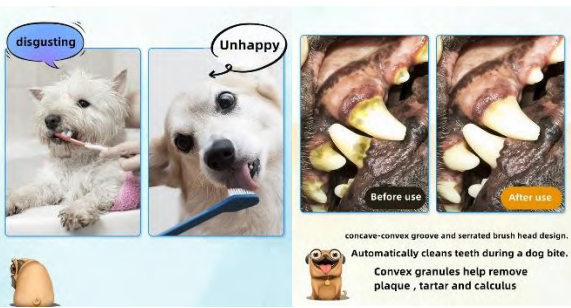 disgusting
Unhappy
Before use
After use
concave-convex groove and serrated brush head design.
Automatically cleans teeth during a dog bite.
Convex granules help remove
plaque , tartar and calculus